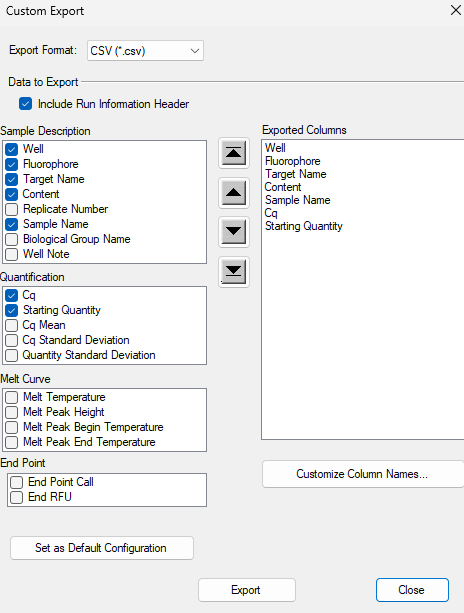 Custom Export
Export Format: CSV (*.csv)
Data to Export
Include Run Information Header
Sample Description
Well
Fluorophore
Target Name
Content
Replicate Number
Sample Name
Biological Group Name
Well Note
Quantification
Cq
Starting Quantity
Cq Mean
Cq Standard Deviation
Quantity Standard Deviation
Melt Curve
Melt Temperature
Melt Peak Height
Melt Peak Begin Temperature
Melt Peak End Temperature
End Point
End Point Call
End RFU
Exported Columns
Well
Fluorophore
Target Name
Content
Sample Name
Cq
Starting Quantity
Customize Column Names...
Set as Default Configuration
Export
Close